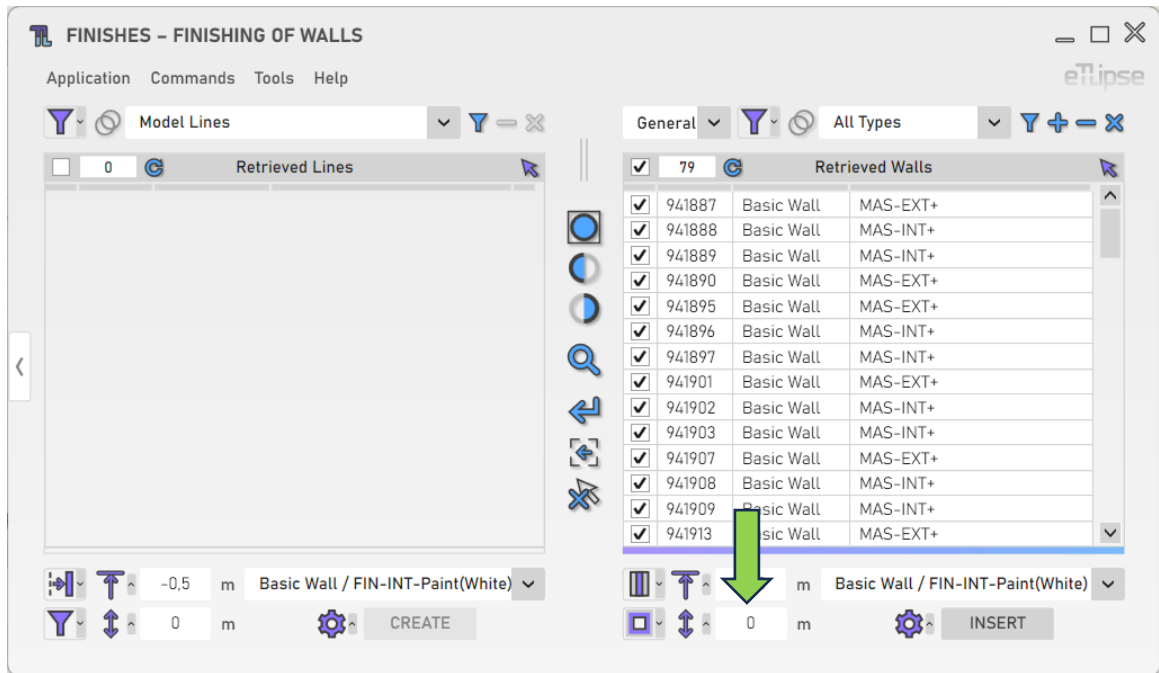 FINISHES – FINISHING OF WALLS
Application Commands Tools Help
eTLipse
Model Lines
General All Types
0 Retrieved Lines
79 Retrieved Walls
941887 Basic Wall MAS-EXT+
941888 Basic Wall MAS-INT+
941889 Basic Wall MAS-INT+
941890 Basic Wall MAS-EXT+
941895 Basic Wall MAS-EXT+
941896 Basic Wall MAS-INT+
941897 Basic Wall MAS-INT+
941901 Basic Wall MAS-EXT+
941902 Basic Wall MAS-INT+
941903 Basic Wall MAS-INT+
941907 Basic Wall MAS-EXT+
941908 Basic Wall MAS-INT+
941909 Basic Wall MAS-INT+
941913 Basic Wall MAS-EXT+
-0,5 m Basic Wall / FIN-INT-Paint(White)
m Basic Wall / FIN-INT-Paint(White)
0 m CREATE
0 m INSERT